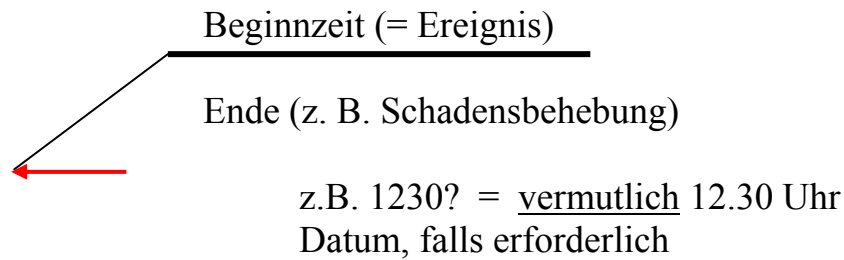 Beginnzeit (= Ereignis)
Ende (z. B. Schadensbehebung)
z.B. 1230? = vermutlich 12.30 Uhr
Datum, falls erforderlich